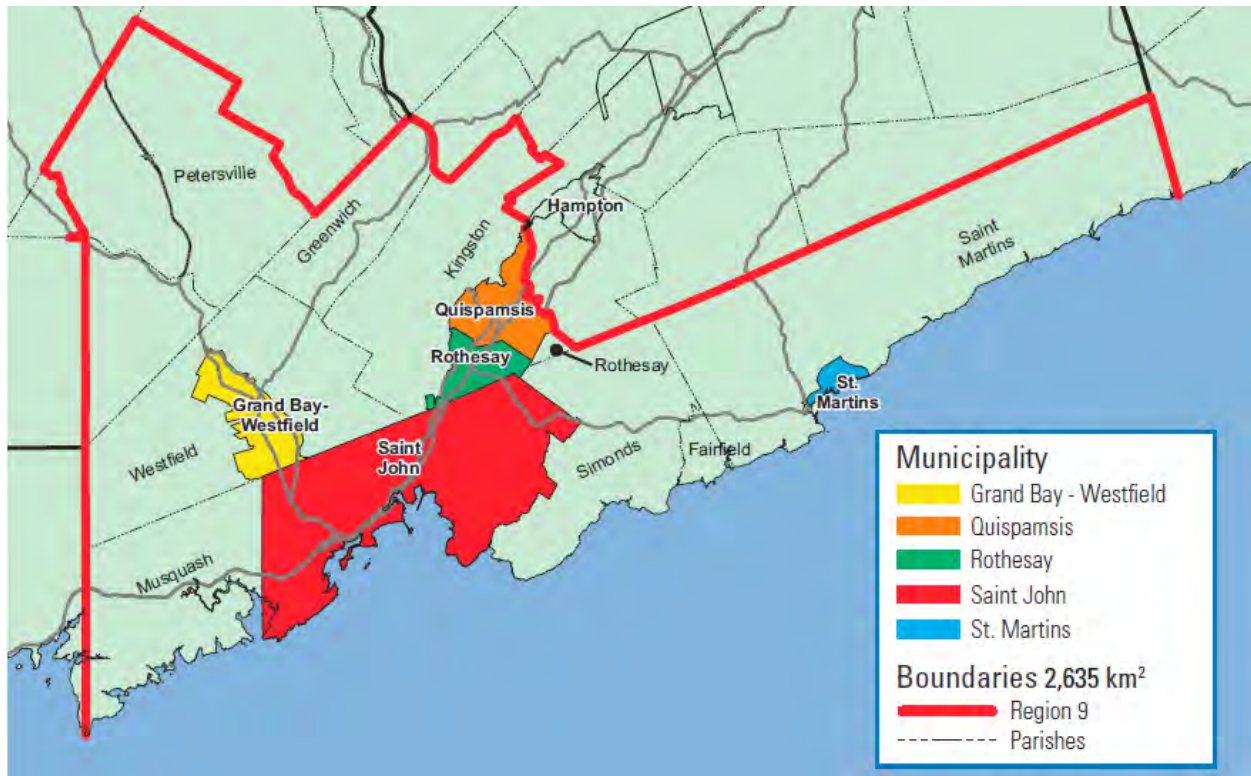 Petersville
Greenwich
Kingston
Hampton
Saint
Martins
Quispamsis
Rothesay
Rothesay
Grand Bay-
Westfield
St.
Martins
Westfield
Saint
John
Simonds
Fairfield
Musquash
Municipality
Grand Bay - Westfield
Quispamsis
Rothesay
Saint John
St. Martins
Boundaries 2,635 km²
Region 9
Parishes